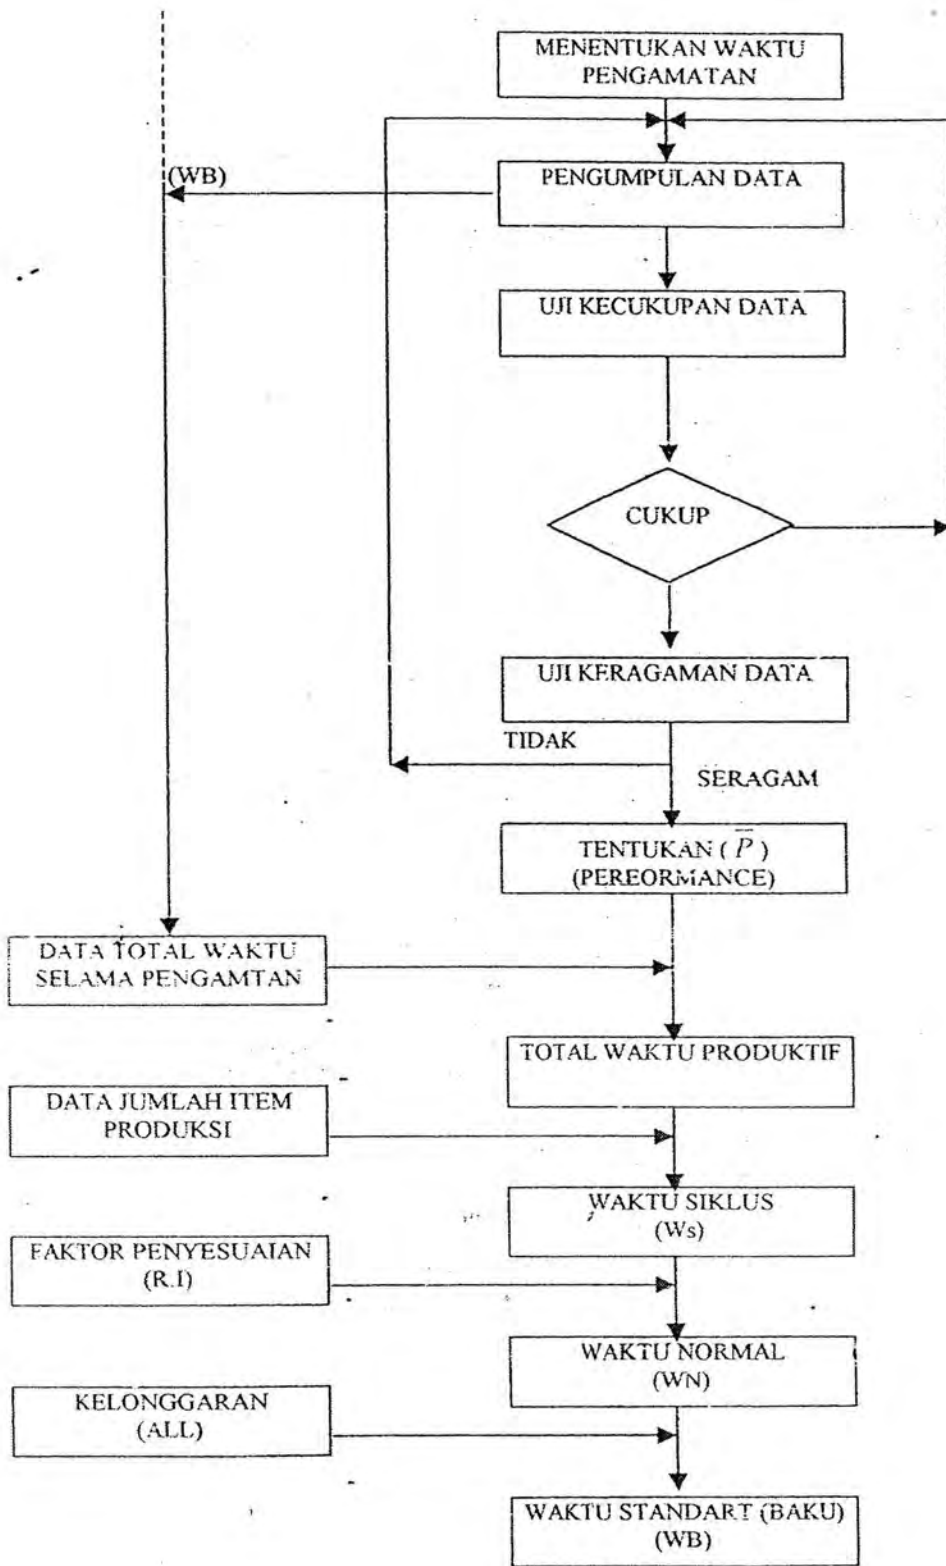 MENENTUKAN WAKTU
PENGAMATAN
(WB)
PENGUMPULAN DATA
UJI KECUKUPAN DATA
CUKUP
UJI KERAGAMAN DATA
TIDAK
SERAGAM
TENTUKAN ( P̅ )
(PEREORMANCE)
DATA TOTAL WAKTU
SELAMA PENGAMTAN
TOTAL WAKTU PRODUKTIF
DATA JUMLAH ITEM
PRODUKSI
WAKTU SIKLUS
(Ws)
FAKTOR PENYESUAIAN
(R.I)
WAKTU NORMAL
(WN)
KELONGGARAN
(ALL)
WAKTU STANDART (BAKU)
(WB)